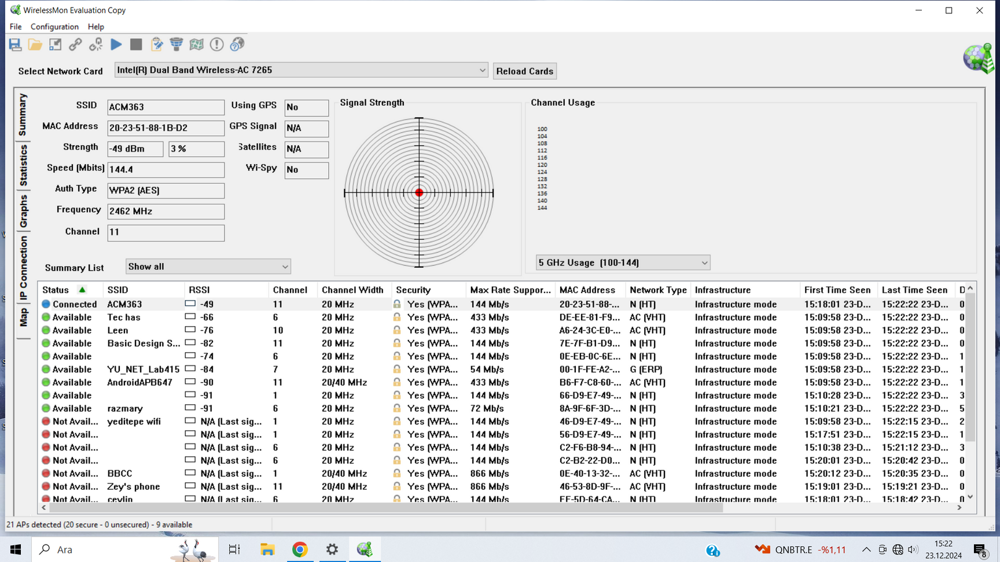 WirelessMon Evaluation Copy
File Configuration Help
Select Network Card Intel(R) Dual Band Wireless-AC 7265 Reload Cards
Summary
Statistics
Graphs
IP Connection
Map
SSID ACM363 Using GPS No
MAC Address 20-23-51-88-1B-D2 GPS Signal N/A
Strength -49 dBm 3 % Satellites N/A
Speed (Mbits) 144.4 Wi-Spy No
Auth Type WPA2 (AES)
Frequency 2462 MHz
Channel 11
Signal Strength
Channel Usage
100
104
108
112
116
120
124
128
132
136
140
144
5 GHz Usage (100-144)
Summary List Show all
Status SSID RSSI Channel Channel Width Security Max Rate Suppor... MAC Address Network Type Infrastructure First Time Seen Last Time Seen D
Connected ACM363 -49 11 20 MHz Yes (WPA... 144 Mb/s 20-23-51-88-... N (HT) Infrastructure mode 15:18:01 23-D... 15:22:22 23-D... 0
Available Tec has -66 6 20 MHz Yes (WPA... 433 Mb/s DE-EE-81-F9... AC (VHT) Infrastructure mode 15:09:58 23-D... 15:22:22 23-D... 0
Available Leen -76 10 20 MHz Yes (WPA... 433 Mb/s A6-24-3C-E0-... AC (VHT) Infrastructure mode 15:09:58 23-D... 15:22:22 23-D... 0
Available Basic Design S... -82 11 20 MHz Yes (WPA... 144 Mb/s 7E-7F-B1-D9... N (HT) Infrastructure mode 15:09:58 23-D... 15:22:22 23-D... 0
Available -74 6 20 MHz Yes (WPA... 144 Mb/s 0E-EB-0C-6E... N (HT) Infrastructure mode 15:09:58 23-D... 15:22:22 23-D... 1
Available YU_NET_Lab415 -84 7 20 MHz Yes (WPA... 54 Mb/s 00-1F-FE-A2-... G (ERP) Infrastructure mode 15:09:58 23-D... 15:22:22 23-D... 1
Available AndroidAPB647 -90 11 20/40 MHz Yes (WPA... 433 Mb/s B6-F7-C8-60-... AC (VHT) Infrastructure mode 15:09:58 23-D... 15:22:22 23-D... 1
Available -91 1 20 MHz Yes (WPA... 144 Mb/s 66-D9-E7-49-... N (HT) Infrastructure mode 15:10:28 23-D... 15:22:22 23-D... 3
Available razmary -91 6 20 MHz Yes (WPA... 72 Mb/s 8A-9F-6F-3D-... N (HT) Infrastructure mode 15:10:21 23-D... 15:22:22 23-D... 5
Not Avail... yeditepe wifi N/A (Last sig... 1 20 MHz Yes (WPA... 144 Mb/s 46-D9-E7-49-... N (HT) Infrastructure mode 15:09:58 23-D... 15:22:15 23-D... 2
Not Avail... N/A (Last sig... 1 20 MHz Yes (WPA... 144 Mb/s 56-D9-E7-49-... N (HT) Infrastructure mode 15:17:51 23-D... 15:22:15 23-D... 1
Not Avail... N/A (Last sig... 6 20 MHz Yes (WPA... 144 Mb/s C2-F6-B8-94-... N (HT) Infrastructure mode 15:10:38 23-D... 15:21:12 23-D... 3
Not Avail... N/A (Last sig... 6 20 MHz Yes (WPA... 144 Mb/s C2-B2-22-D0... N (HT) Infrastructure mode 15:20:01 23-D... 15:20:42 23-D... 0
Not Avail... BBCC N/A (Last sig... 1 20/40 MHz Yes (WPA... 866 Mb/s 0E-40-13-32-... AC (VHT) Infrastructure mode 15:20:12 23-D... 15:20:35 23-D... 0
Not Avail... Zey's phone N/A (Last sig... 11 20/40 MHz Yes (WPA... 866 Mb/s 46-53-8D-9F-... AC (VHT) Infrastructure mode 15:19:01 23-D... 15:19:21 23-D... 0
Not Avail... ceylin N/A (Last sig... 6 20 MHz Yes (WPA... 144 Mb/s N (HT) Infrastructure mode 15:18:01 23-D... 15:18:42 23-D... 0
21 APs detected (20 secure - 0 unsecured) - 9 available
Ara
QNBTR.E -%1,11
15:22
23.12.2024
8